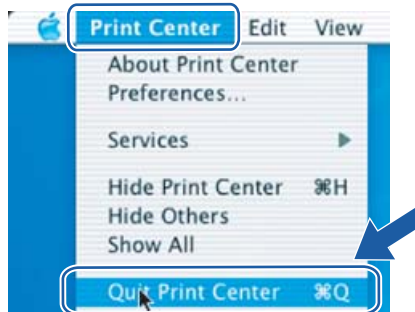 Print Center Edit View
About Print Center
Preferences...
Services
Hide Print Center ⌘H
Hide Others
Show All
Quit Print Center ⌘Q